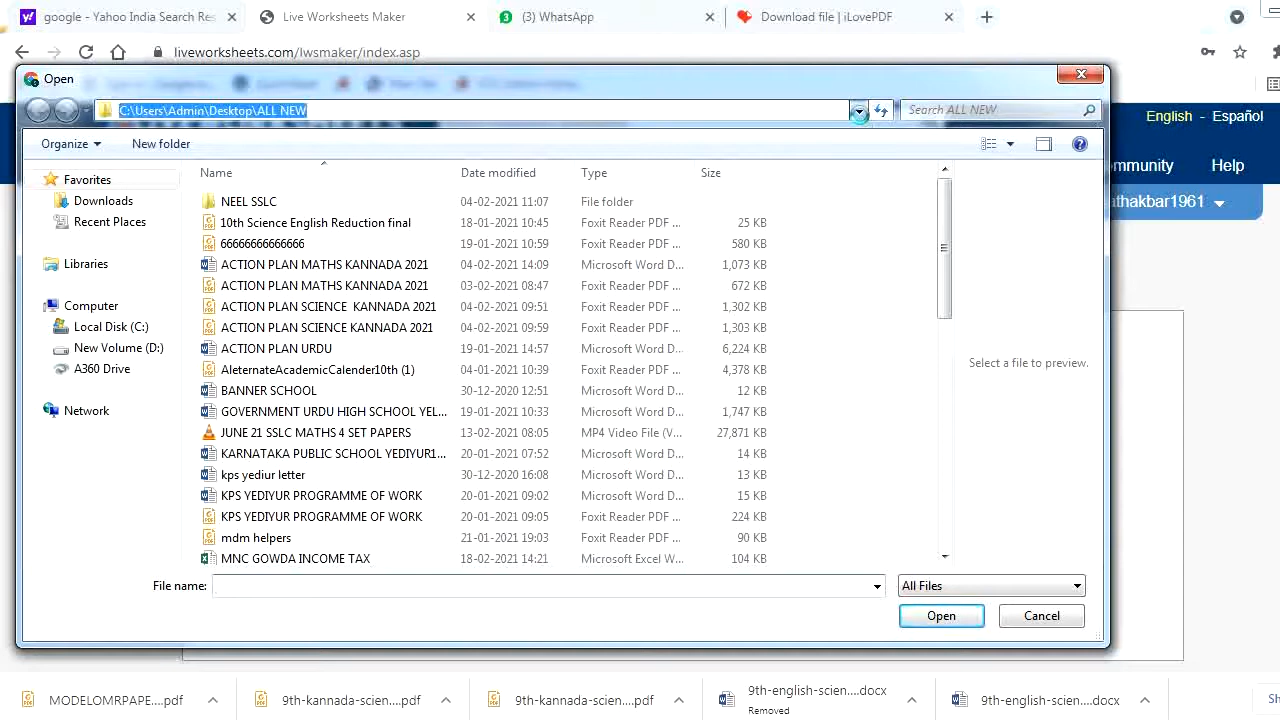 google - Yahoo India Search Res
Live Worksheets Maker
(3) WhatsApp
Download file | iLovePDF
liveworksheets.com/lwsmaker/index.asp
Open
C:\Users\Admin\Desktop\ALL NEW
Search ALL NEW
English - Español
Organize
New folder
mmunity
Help
athakbar1961
Favorites
Downloads
Recent Places
Libraries
Computer
Local Disk (C:)
New Volume (D:)
A360 Drive
Network
Name Date modified Type Size
NEEL SSLC 04-02-2021 11:07 File folder
10th Science English Reduction final 18-01-2021 10:45 Foxit Reader PDF ... 25 KB
66666666666666 19-01-2021 10:59 Foxit Reader PDF ... 580 KB
ACTION PLAN MATHS KANNADA 2021 04-02-2021 14:09 Microsoft Word D... 1,073 KB
ACTION PLAN MATHS KANNADA 2021 03-02-2021 08:47 Foxit Reader PDF ... 672 KB
ACTION PLAN SCIENCE KANNADA 2021 04-02-2021 09:51 Foxit Reader PDF ... 1,302 KB
ACTION PLAN SCIENCE KANNADA 2021 04-02-2021 09:59 Foxit Reader PDF ... 1,303 KB
ACTION PLAN URDU 19-01-2021 14:57 Microsoft Word D... 6,224 KB
AleternateAcademicCalender10th (1) 04-01-2021 10:39 Foxit Reader PDF ... 4,378 KB
BANNER SCHOOL 30-12-2020 12:51 Microsoft Word D... 12 KB
GOVERNMENT URDU HIGH SCHOOL YEL... 19-01-2021 10:33 Microsoft Word D... 1,747 KB
JUNE 21 SSLC MATHS 4 SET PAPERS 13-02-2021 08:05 MP4 Video File (V... 27,871 KB
KARNATAKA PUBLIC SCHOOL YEDIYUR1... 20-01-2021 07:52 Microsoft Word D... 14 KB
kps yediur letter 30-12-2020 16:08 Microsoft Word D... 13 KB
KPS YEDIYUR PROGRAMME OF WORK 20-01-2021 09:02 Microsoft Word D... 15 KB
KPS YEDIYUR PROGRAMME OF WORK 20-01-2021 09:05 Foxit Reader PDF ... 224 KB
mdm helpers 21-01-2021 19:03 Foxit Reader PDF ... 90 KB
MNC GOWDA INCOME TAX 18-02-2021 14:21 Microsoft Excel W... 104 KB
Select a file to preview.
File name:
All Files
Open
Cancel
MODELOMRPAPE....pdf
9th-kannada-scien....pdf
9th-kannada-scien....pdf
9th-english-scien....docx
Removed
9th-english-scien....docx
Sh